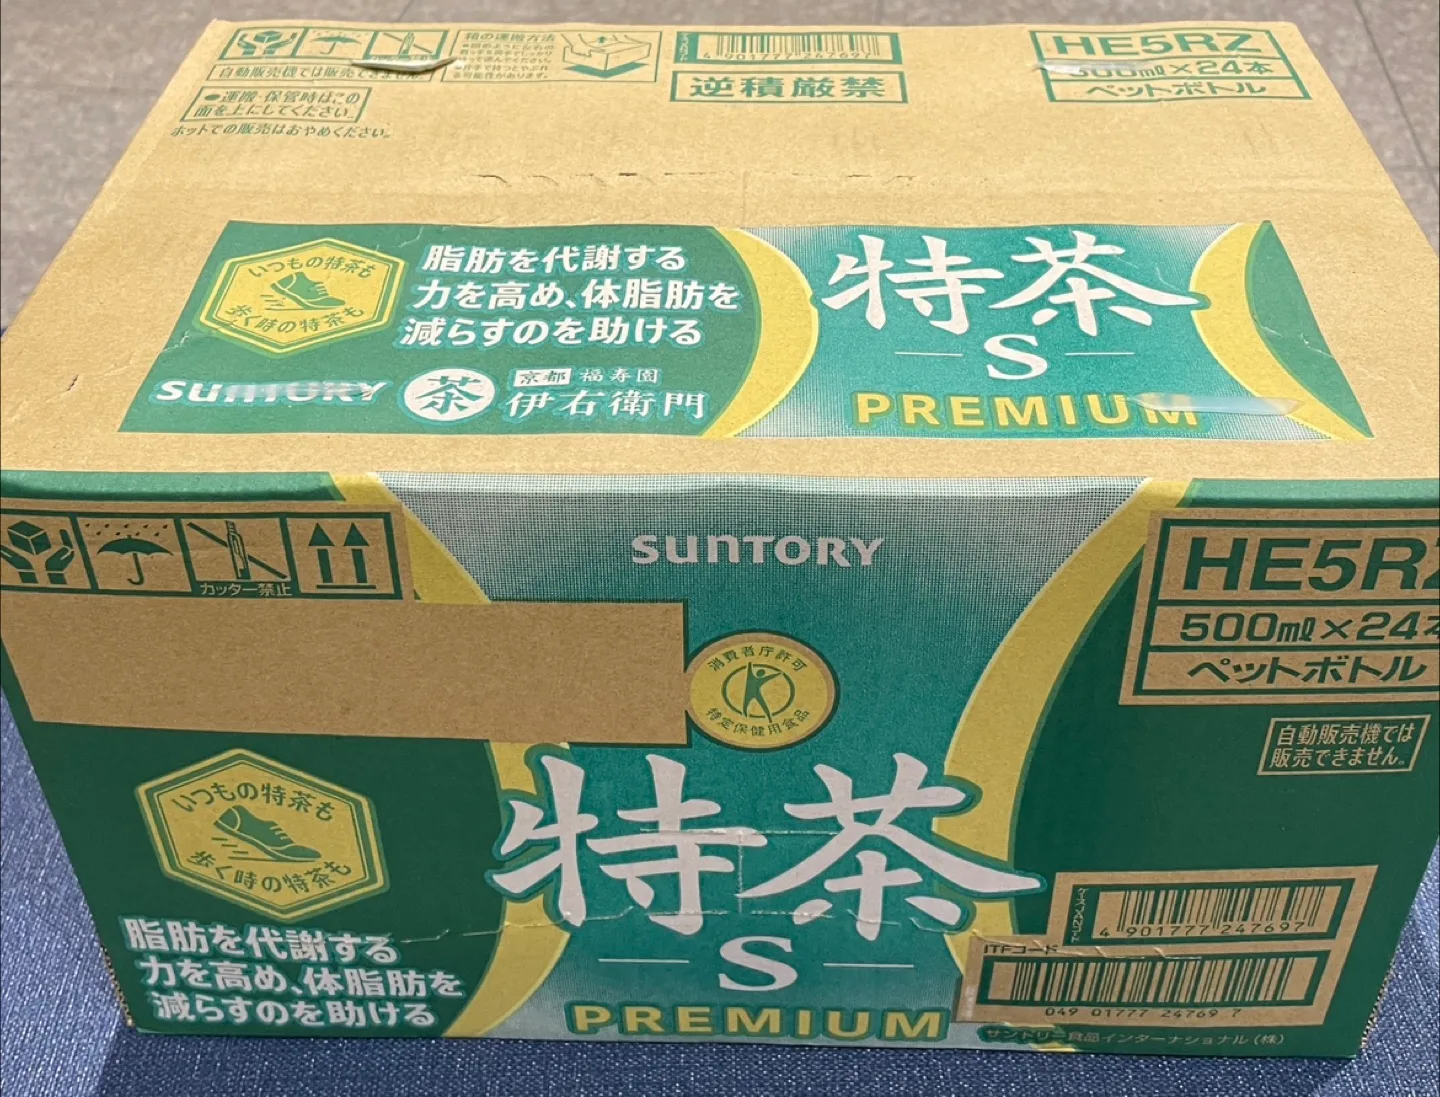 自動販売機では販売できません。
●運搬・保管時はこの
面を上にしてください。
ホットでの販売はおやめください。
箱の運搬方法
4 901777 247697
逆積厳禁
HE5RZ
500ml×24本
ペットボトル
いつもの特茶も
歩く時の特茶も
脂肪を代謝する
力を高め、体脂肪を
減らすのを助ける
SUNTORY
茶
京都 福寿園
伊右衛門
特茶
S
PREMIUM
カッター禁止
SUNTORY
消費者庁許可
特定保健用食品
HE5RZ
500ml×24本
ペットボトル
自動販売機では
販売できません。
いつもの特茶も
歩く時の特茶も
脂肪を代謝する
力を高め、体脂肪を
減らすのを助ける
特茶
S
PREMIUM
ケースJANコード
4 901777 247697
ITFコード
049 01777 24769 7
サントリー食品インターナショナル(株)